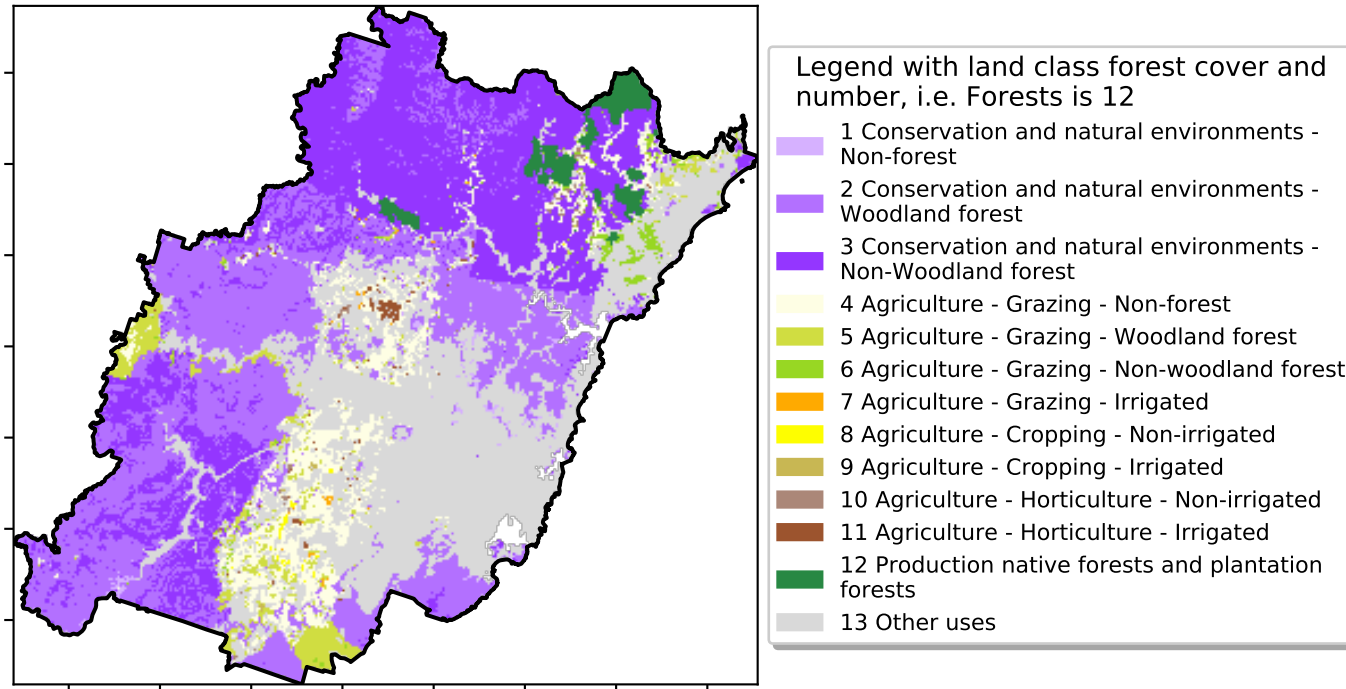 Legend with land class forest cover and
number, i.e. Forests is 12
1 Conservation and natural environments -
Non-forest
2 Conservation and natural environments -
Woodland forest
3 Conservation and natural environments -
Non-Woodland forest
4 Agriculture - Grazing - Non-forest
5 Agriculture - Grazing - Woodland forest
6 Agriculture - Grazing - Non-woodland forest
7 Agriculture - Grazing - Irrigated
8 Agriculture - Cropping - Non-irrigated
9 Agriculture - Cropping - Irrigated
10 Agriculture - Horticulture - Non-irrigated
11 Agriculture - Horticulture - Irrigated
12 Production native forests and plantation
forests
13 Other uses